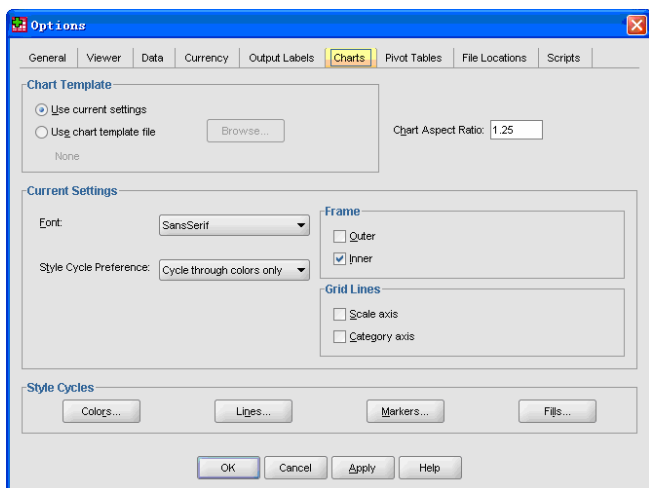 Options
General Viewer Data Currency Output Labels Charts Pivot Tables File Locations Scripts
Chart Template
Use current settings
Use chart template file Browse...
None
Chart Aspect Ratio: 1.25
Current Settings
Font: SansSerif
Style Cycle Preference: Cycle through colors only
Frame
Outer
Inner
Grid Lines
Scale axis
Category axis
Style Cycles
Colors... Lines... Markers... Fills...
OK Cancel Apply Help